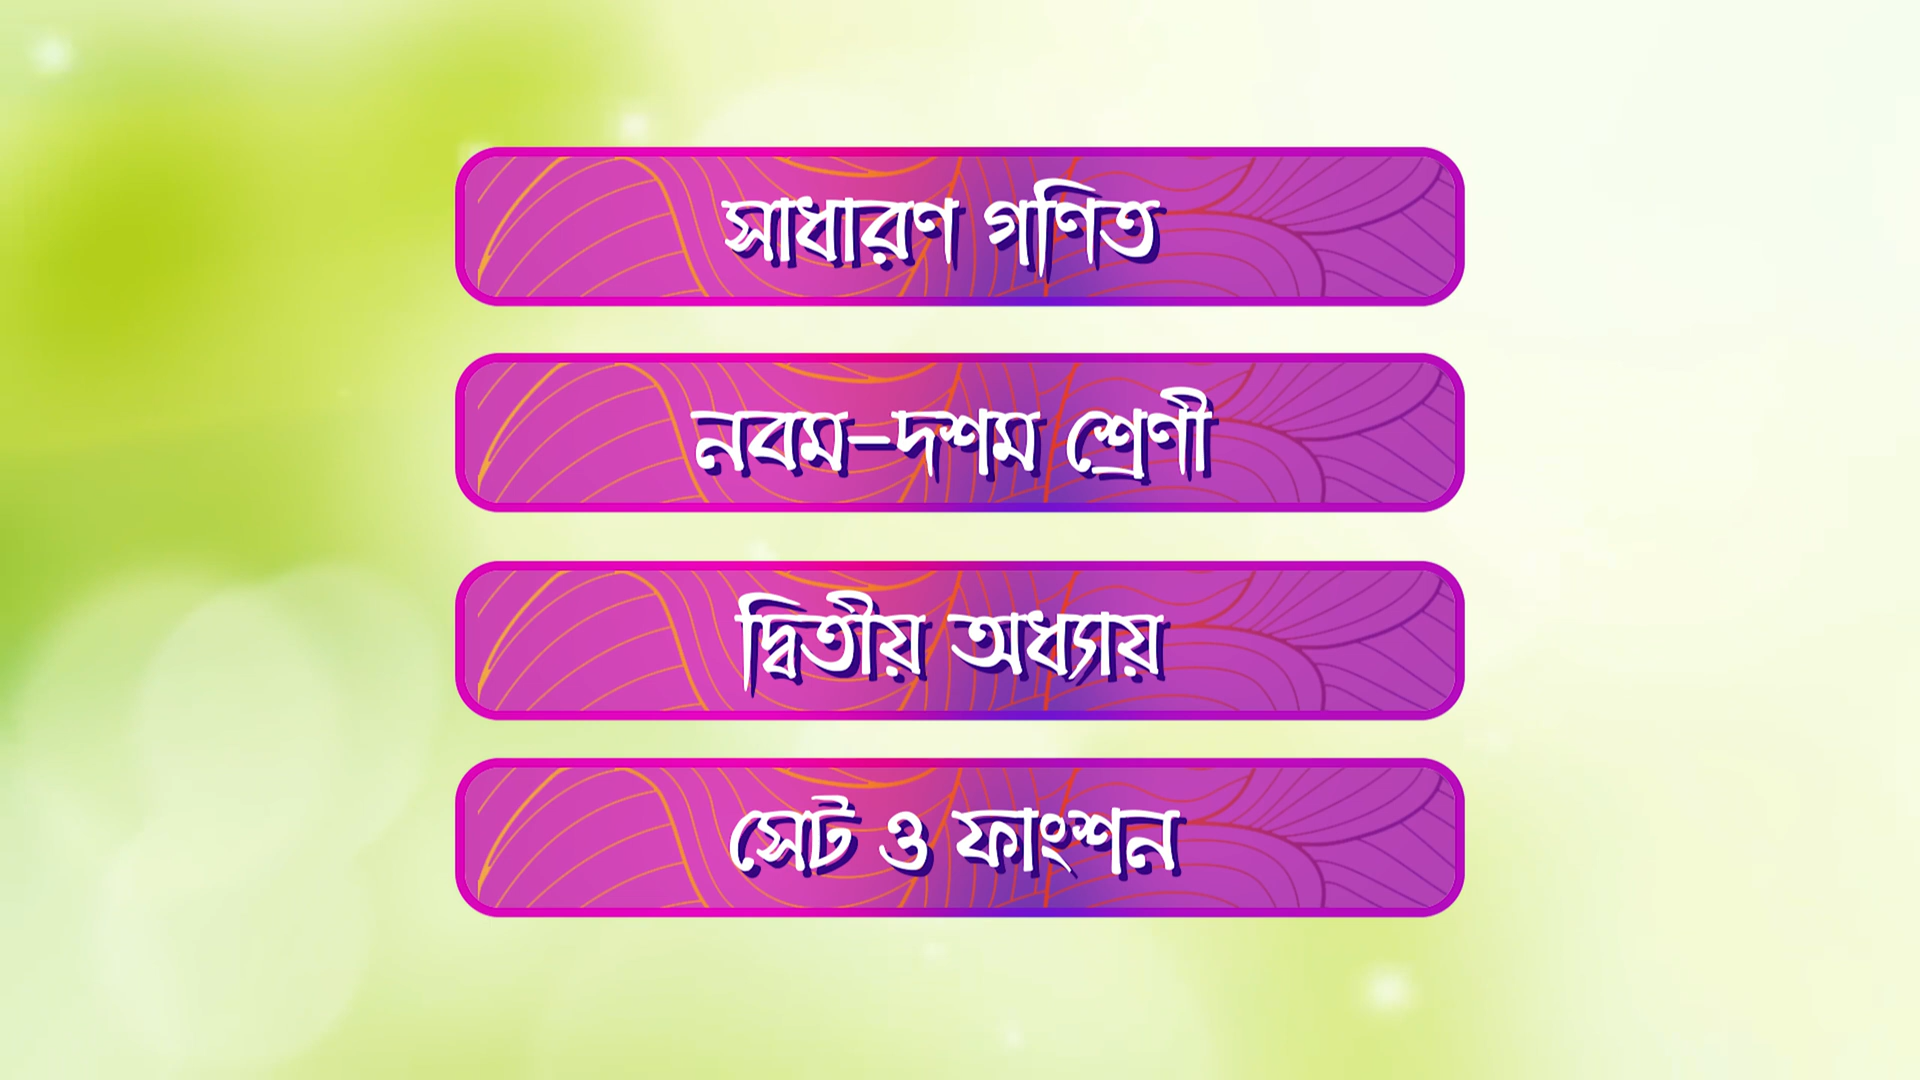 সাধারণ গণিত
নবম-দশম শ্রেণী
দ্বিতীয় অধ্যায়
সেট ও ফাংশন